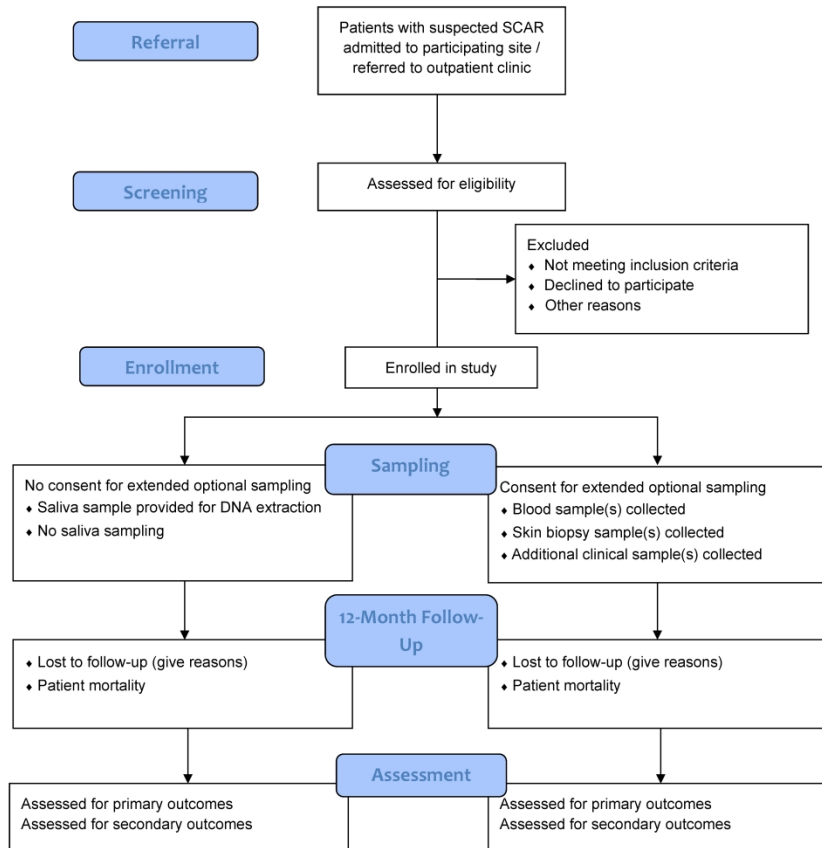 Referral
Patients with suspected SCAR
admitted to participating site /
referred to outpatient clinic
Screening
Assessed for eligibility
Excluded
♦ Not meeting inclusion criteria
♦ Declined to participate
♦ Other reasons
Enrollment
Enrolled in study
Sampling
No consent for extended optional sampling
♦ Saliva sample provided for DNA extraction
♦ No saliva sampling
Consent for extended optional sampling
♦ Blood sample(s) collected
♦ Skin biopsy sample(s) collected
♦ Additional clinical sample(s) collected
12-Month Follow-
Up
♦ Lost to follow-up (give reasons)
♦ Patient mortality
♦ Lost to follow-up (give reasons)
♦ Patient mortality
Assessment
Assessed for primary outcomes
Assessed for secondary outcomes
Assessed for primary outcomes
Assessed for secondary outcomes